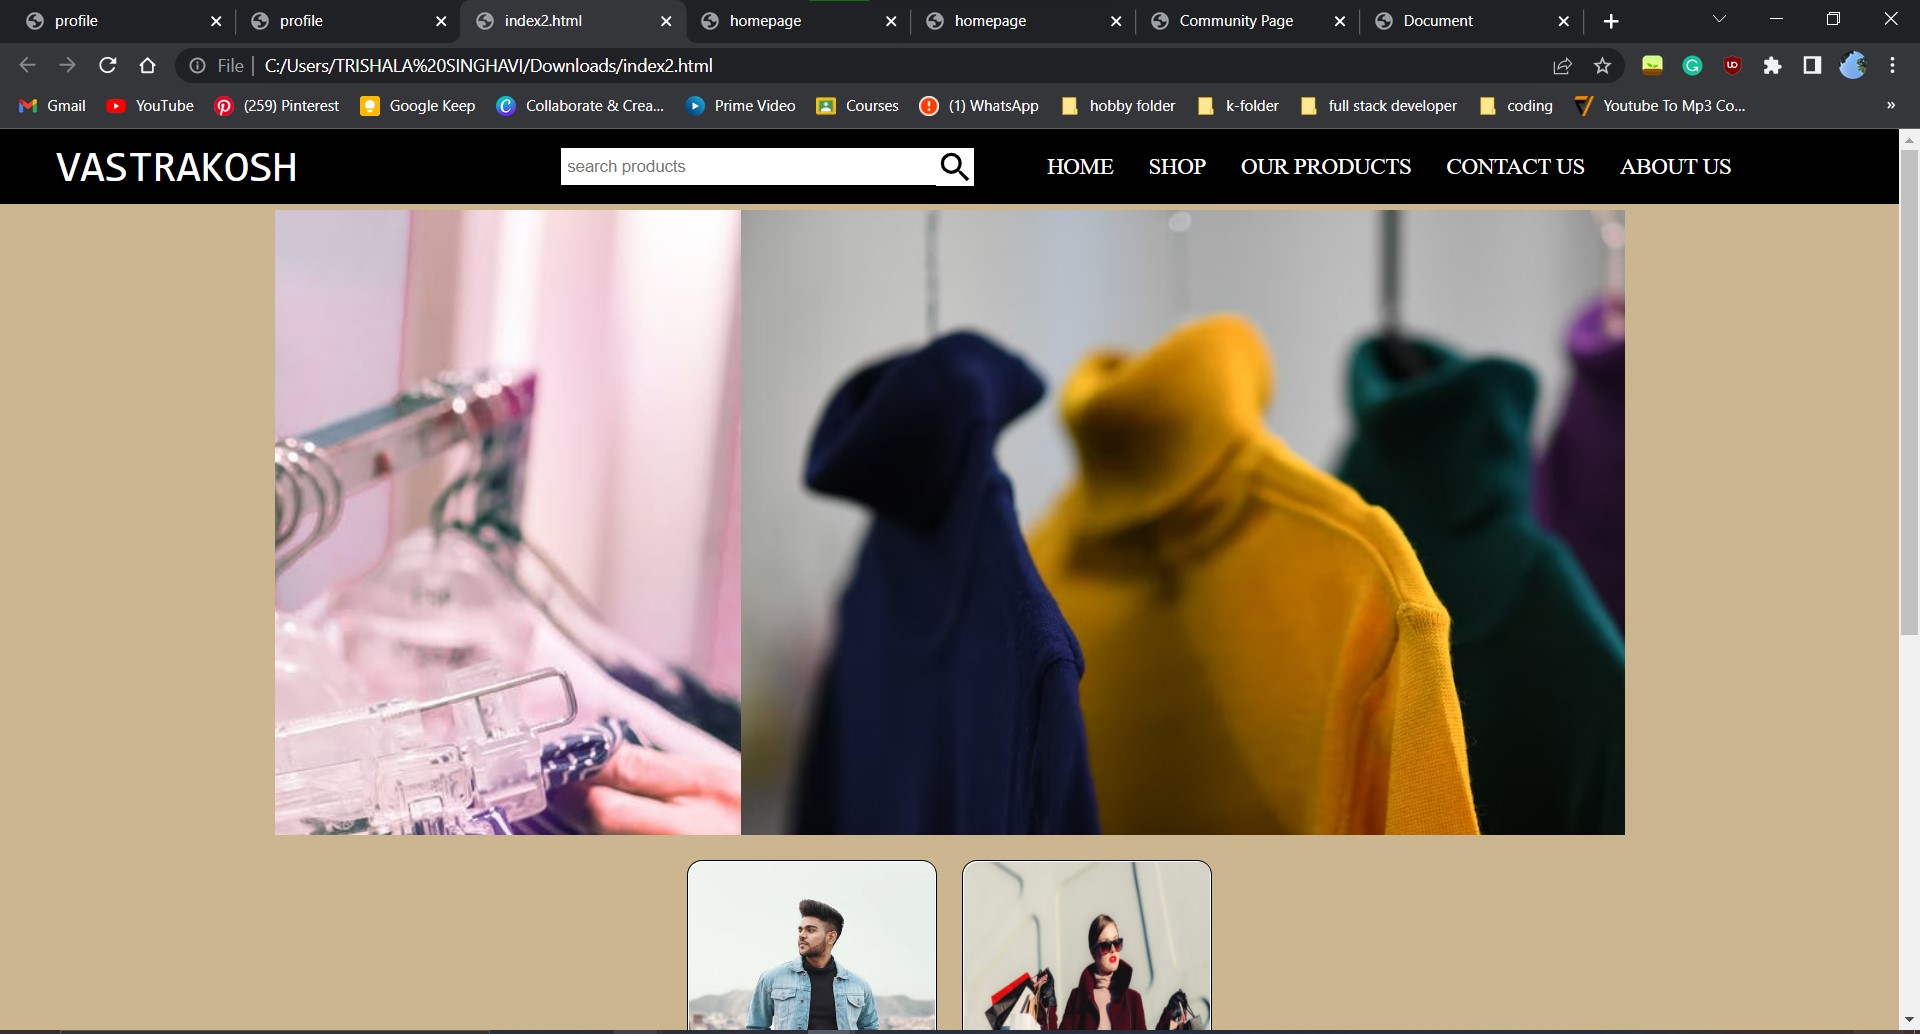 profile
profile
index2.html
homepage
homepage
Community Page
Document
File
C:/Users/TRISHALA%20SINGHAVI/Downloads/index2.html
Gmail
YouTube
(259) Pinterest
Google Keep
Collaborate & Crea...
Prime Video
Courses
(1) WhatsApp
hobby folder
k-folder
full stack developer
coding
Youtube To Mp3 Co...
»
VASTRAKOSH
search products
HOME
SHOP
OUR PRODUCTS
CONTACT US
ABOUT US